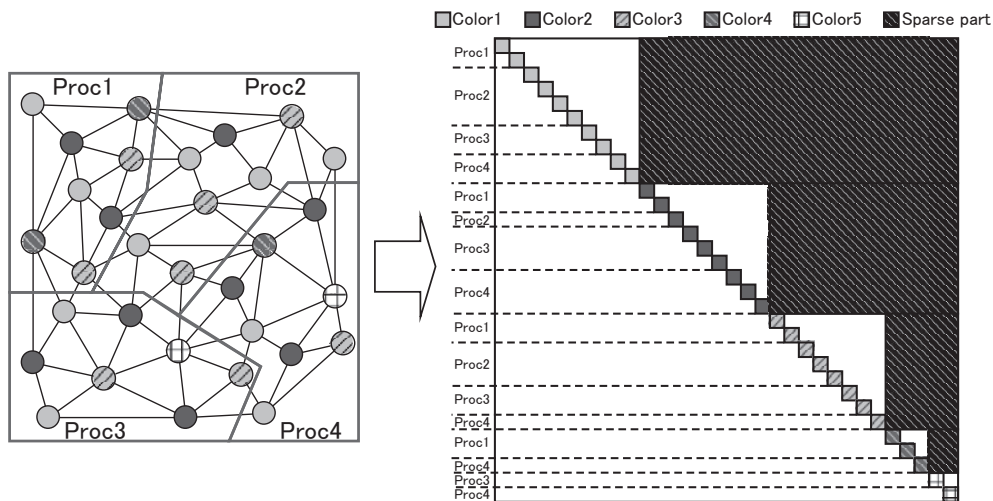 Color1 Color2 Color3 Color4 Color5 Sparse part
Proc1 Proc2
Proc3 Proc4
Proc1
Proc2
Proc3
Proc4
Proc1
Proc2
Proc3
Proc4
Proc1
Proc2
Proc3
Proc4
Proc1
Proc4
Proc3
Proc4